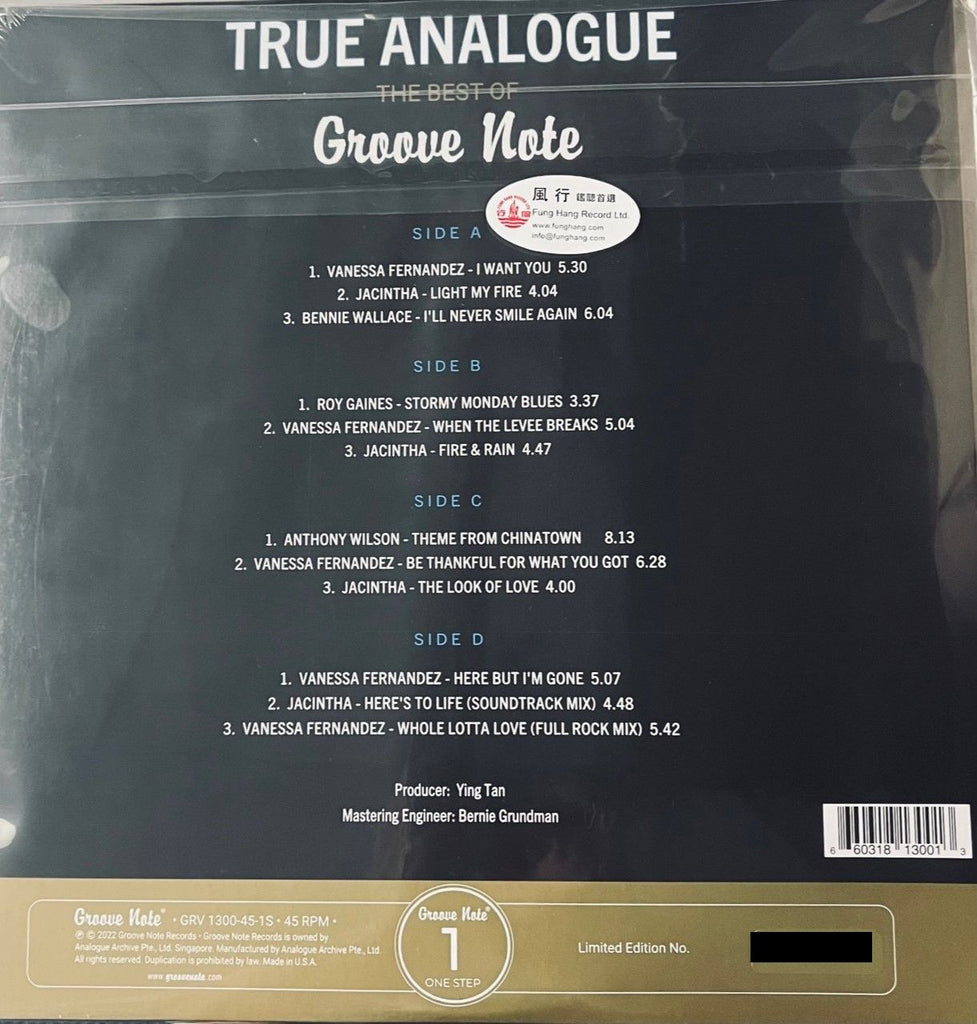 TRUE ANALOGUE
THE BEST OF
Groove Note
風行 鑑聽首選
Fung Hang Record Ltd.
www.funghang.com
info@funghang.com
SIDE A
1. VANESSA FERNANDEZ - I WANT YOU 5.30
2. JACINTHA - LIGHT MY FIRE 4.04
3. BENNIE WALLACE - I'LL NEVER SMILE AGAIN 6.04
SIDE B
1. ROY GAINES - STORMY MONDAY BLUES 3.37
2. VANESSA FERNANDEZ - WHEN THE LEVEE BREAKS 5.04
3. JACINTHA - FIRE & RAIN 4.47
SIDE C
1. ANTHONY WILSON - THEME FROM CHINATOWN 8.13
2. VANESSA FERNANDEZ - BE THANKFUL FOR WHAT YOU GOT 6.28
3. JACINTHA - THE LOOK OF LOVE 4.00
SIDE D
1. VANESSA FERNANDEZ - HERE BUT I'M GONE 5.07
2. JACINTHA - HERE'S TO LIFE (SOUNDTRACK MIX) 4.48
3. VANESSA FERNANDEZ - WHOLE LOTTA LOVE (FULL ROCK MIX) 5.42
Producer: Ying Tan
Mastering Engineer: Bernie Grundman
6 60318 13001 3
Groove Note® • GRV 1300-45-1S • 45 RPM •
℗ © 2022 Groove Note Records • Groove Note Records is owned by
Analogue Archive Pte., Ltd. Singapore. Manufactured by Analogue Archive Pte., Ltd
All rights reserved. Duplication is prohibited by law. Made in U.S.A.
www.groovenote.com
Groove Note®
1
ONE STEP
Limited Edition No.